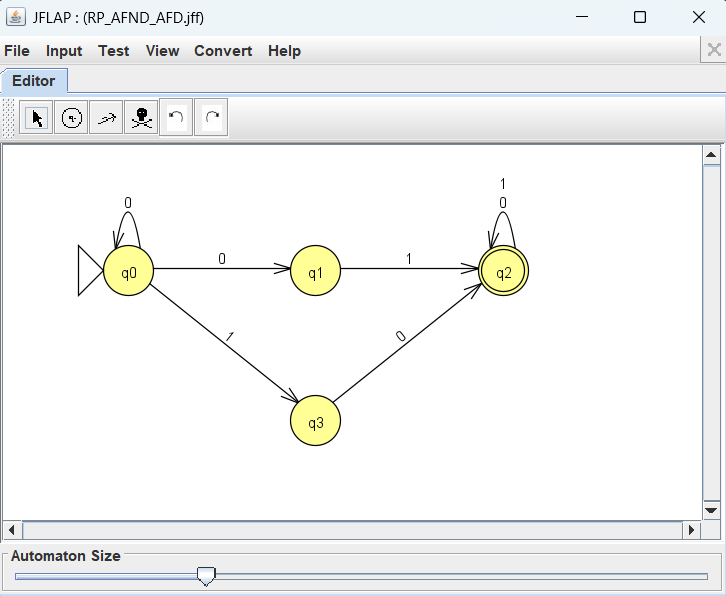 JFLAP : (RP_AFND_AFD.jff)
File Input Test View Convert Help
Editor
1
0 0
0 1
q0 q1 q2
1 0
q3
Automaton Size